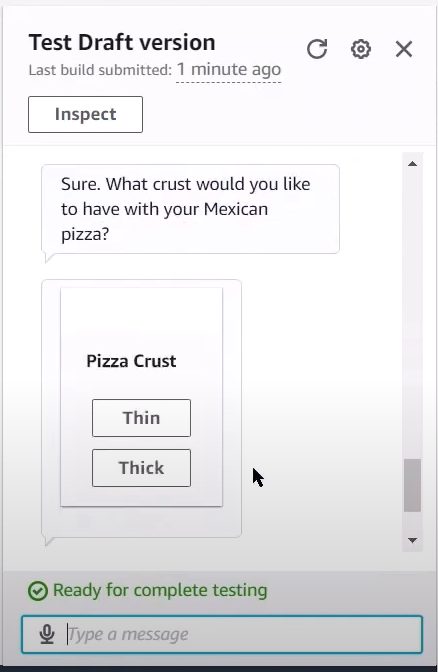 Test Draft version
Last build submitted: 1 minute ago
Inspect
Sure. What crust would you like
to have with your Mexican
pizza?
Pizza Crust
Thin
Thick
Ready for complete testing
Type a message